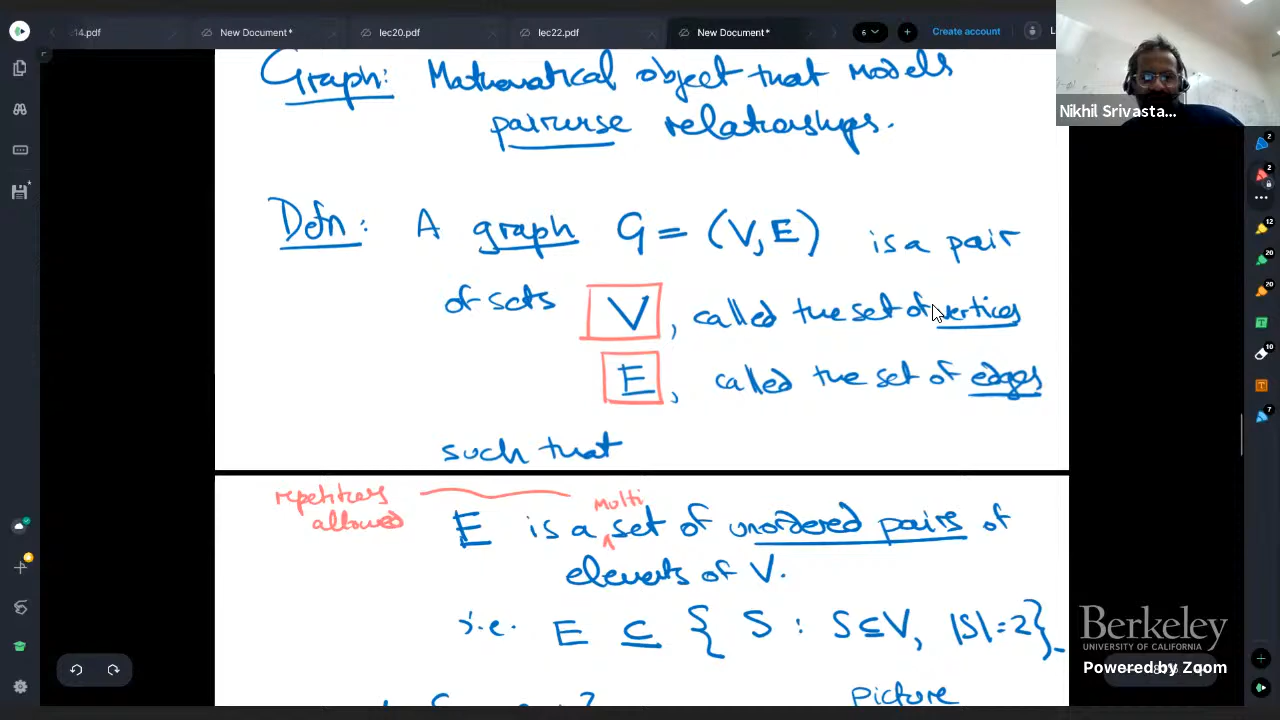 14.pdf New Document* lec20.pdf lec22.pdf New Document* 6 Create account
Nikhil Srivasta...
Graph: Mathematical object that models
pairwise relationships.
Defn: A graph G = (V, E) is a pair
of sets V, called the set of vertices
E, called the set of edges
such that
repetitions
allowed
multi
E is a set of unordered pairs of
elements of V.
i.e. E ⊆ { S : S⊆V, |S|=2}
picture
Berkeley
UNIVERSITY OF CALIFORNIA
Powered by Zoom